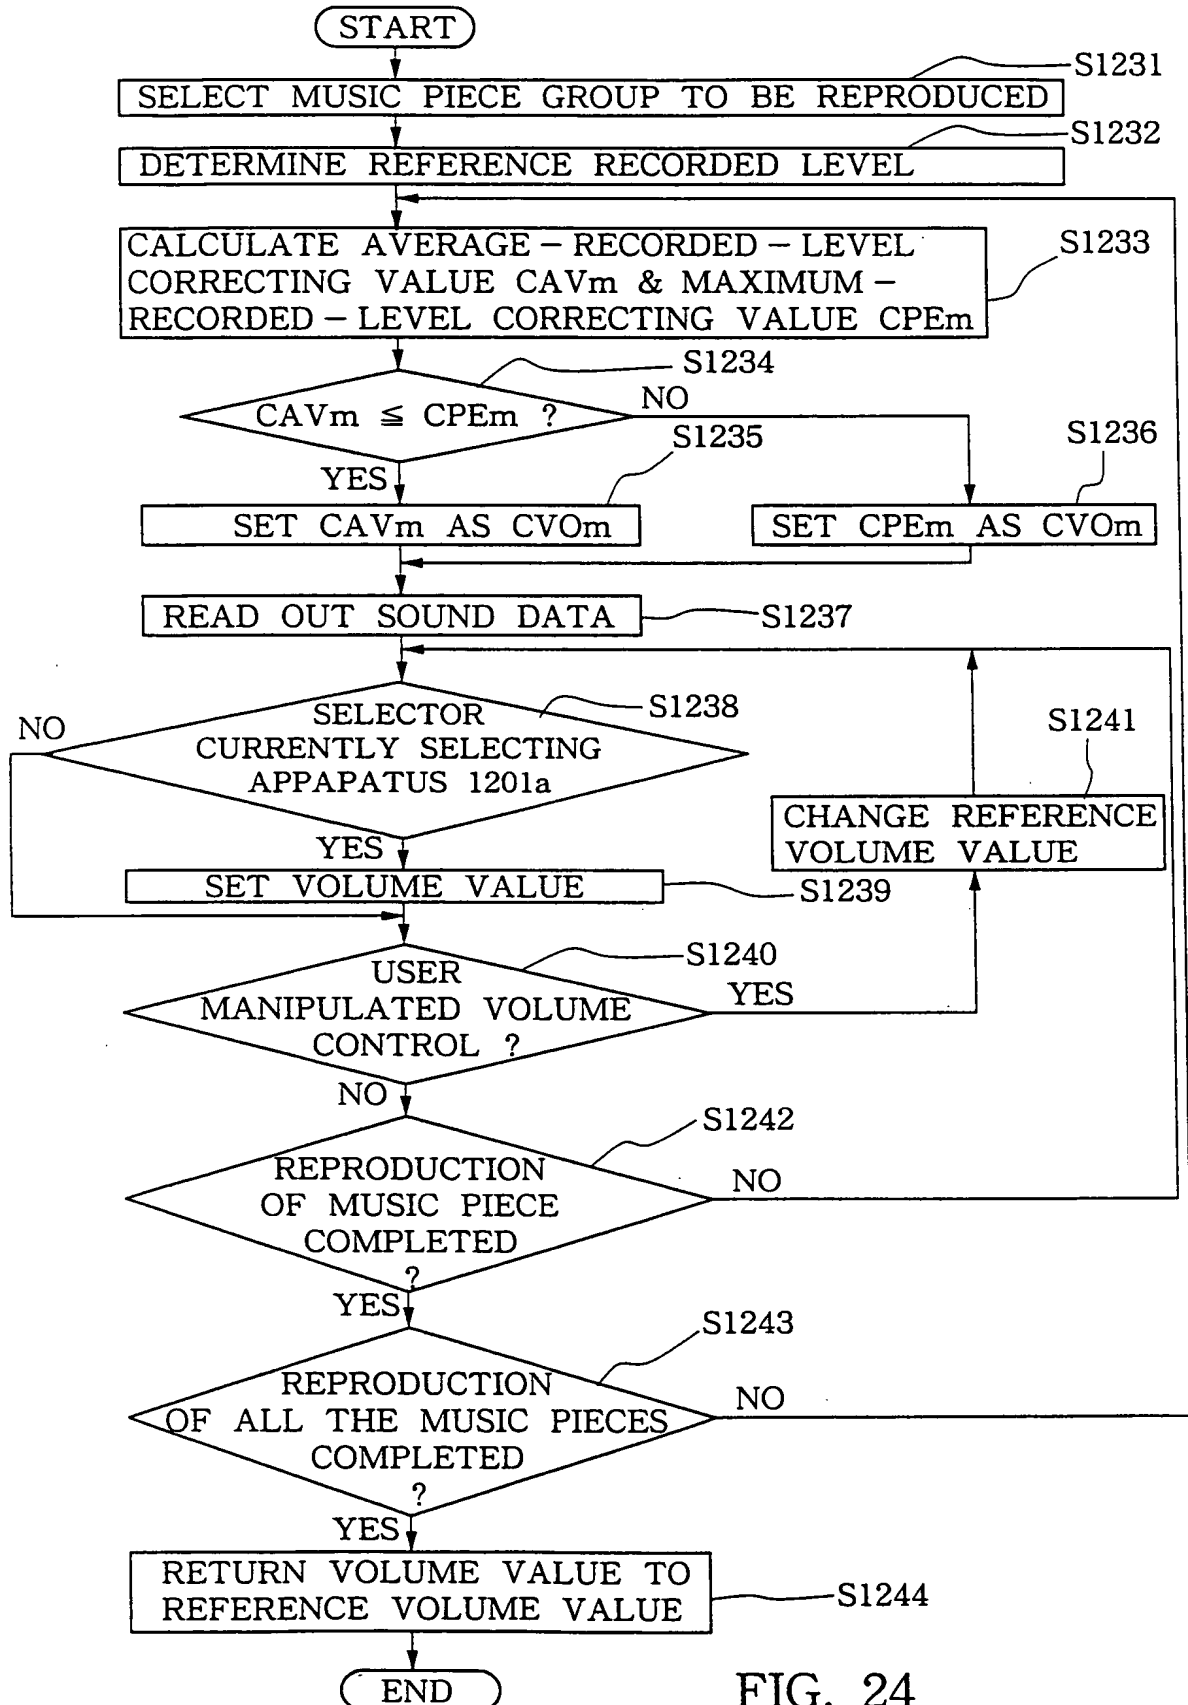 START
S1231
SELECT MUSIC PIECE GROUP TO BE REPRODUCED
S1232
DETERMINE REFERENCE RECORDED LEVEL
CALCULATE AVERAGE – RECORDED – LEVEL
CORRECTING VALUE CAVm & MAXIMUM –
RECORDED – LEVEL CORRECTING VALUE CPEm
S1233
S1234
CAVm ≦ CPEm ?
NO
YES
S1235
S1236
SET CAVm AS CVOm
SET CPEm AS CVOm
READ OUT SOUND DATA
S1237
NO
S1238
SELECTOR
CURRENTLY SELECTING
APPAPATUS 1201a
S1241
CHANGE REFERENCE
VOLUME VALUE
YES
SET VOLUME VALUE
S1239
S1240
USER
MANIPULATED VOLUME
CONTROL ?
YES
NO
S1242
REPRODUCTION
OF MUSIC PIECE
COMPLETED
?
NO
YES
S1243
REPRODUCTION
OF ALL THE MUSIC PIECES
COMPLETED
?
NO
YES
RETURN VOLUME VALUE TO
REFERENCE VOLUME VALUE
S1244
END
FIG. 24